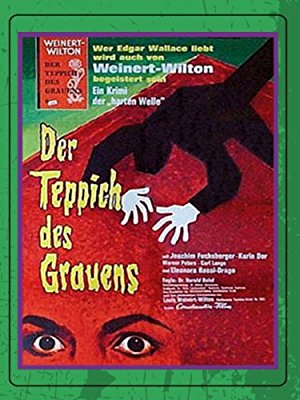 WEINERT-
WILTON
DER TEPPICH
DES
GRAUENS
Wer Edgar Wallace liebt
wird auch von
Weinert-Wilton
begeistert sein
Ein Krimi
der „harten Welle"
Der
Teppich
des
Grauens
mit Joachim Fuchsberger · Karin Dor
Werner Peters · Carl Lange
und Eleonora Rossi-Drago
Regie: Dr. Harald Reinl
Louis Weinert-Wilton
Constantin-Film